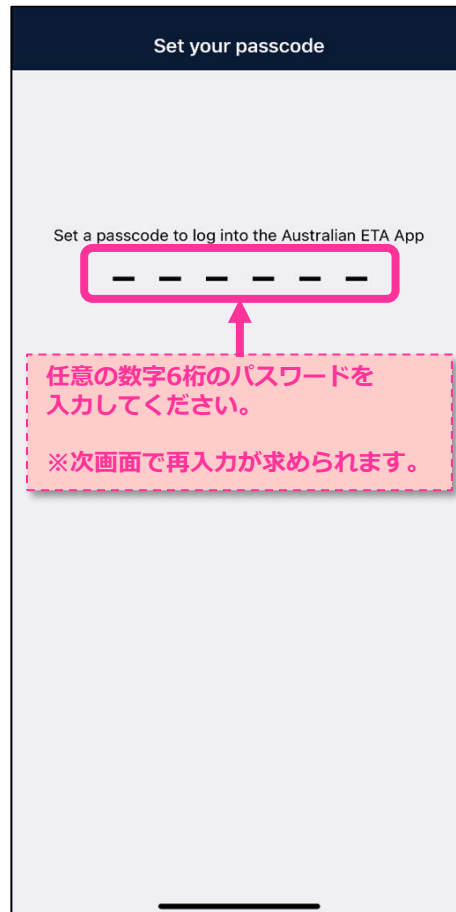 Set your passcode
Set a passcode to log into the Australian ETA App
任意の数字6桁のパスワードを
入力してください。
※次画面で再入力が求められます。